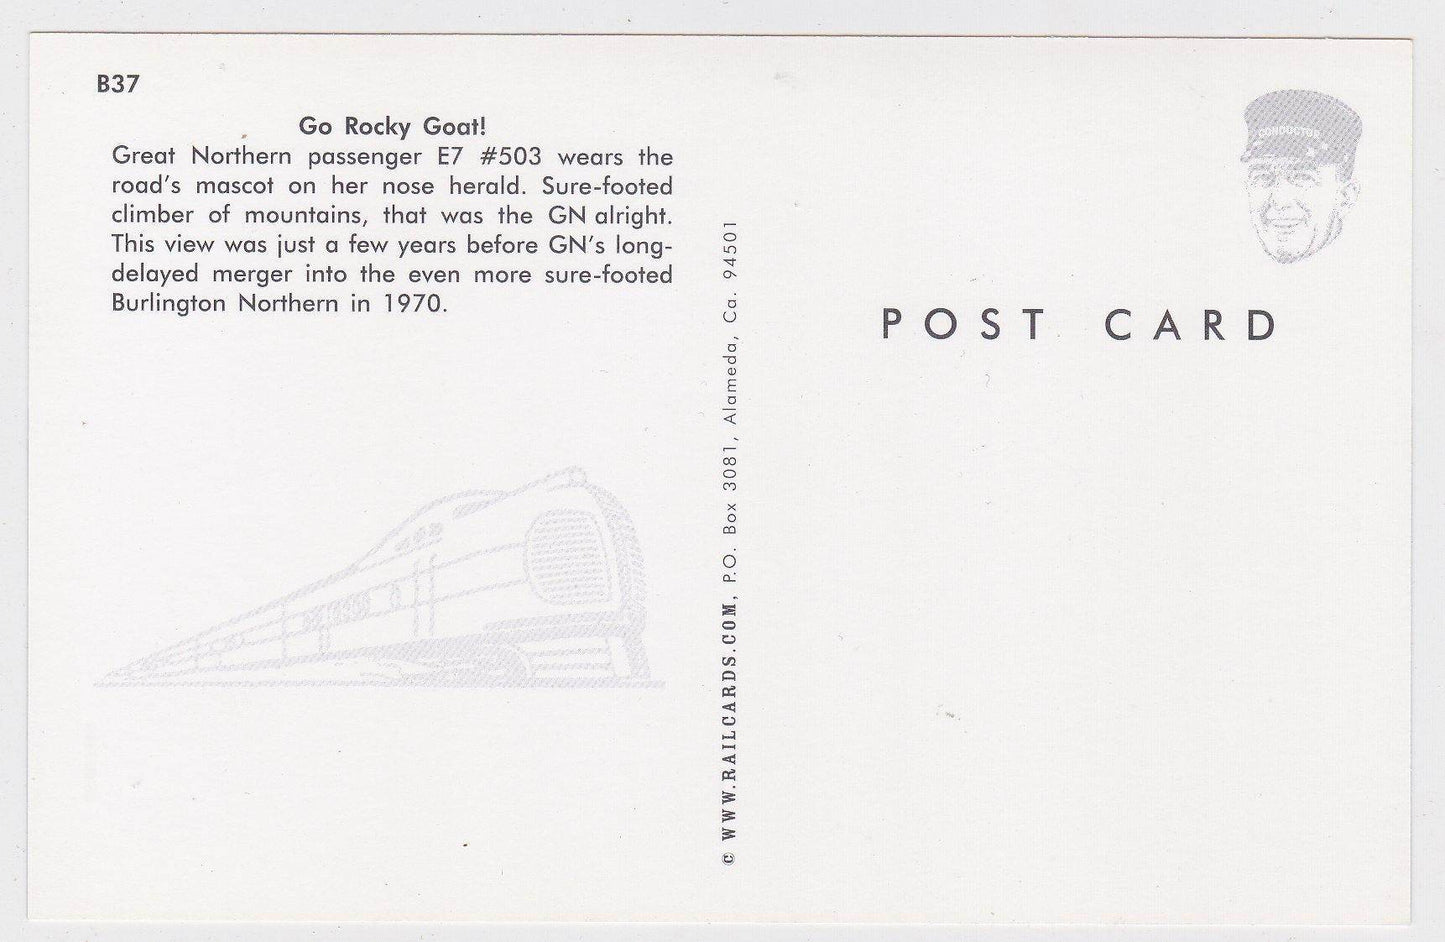 B37
Go Rocky Goat!
Great Northern passenger E7 #503 wears the
road's mascot on her nose herald. Sure-footed
climber of mountains, that was the GN alright.
This view was just a few years before GN's long-
delayed merger into the even more sure-footed
Burlington Northern in 1970.
© WWW.RAILCARDS.COM, P.O. Box 3081, Alameda, Ca. 94501
CONDUCTOR
POST CARD